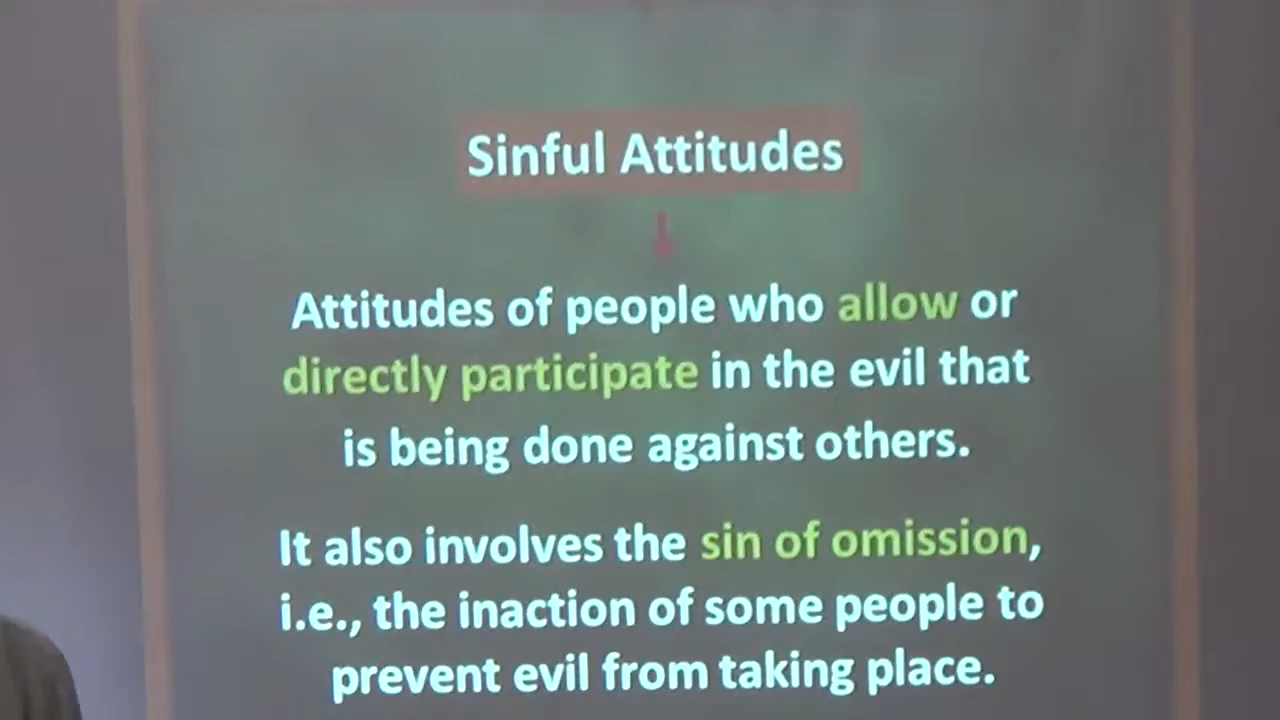 Sinful Attitudes
Attitudes of people who allow or
directly participate in the evil that
is being done against others.
It also involves the sin of omission,
i.e., the inaction of some people to
prevent evil from taking place.